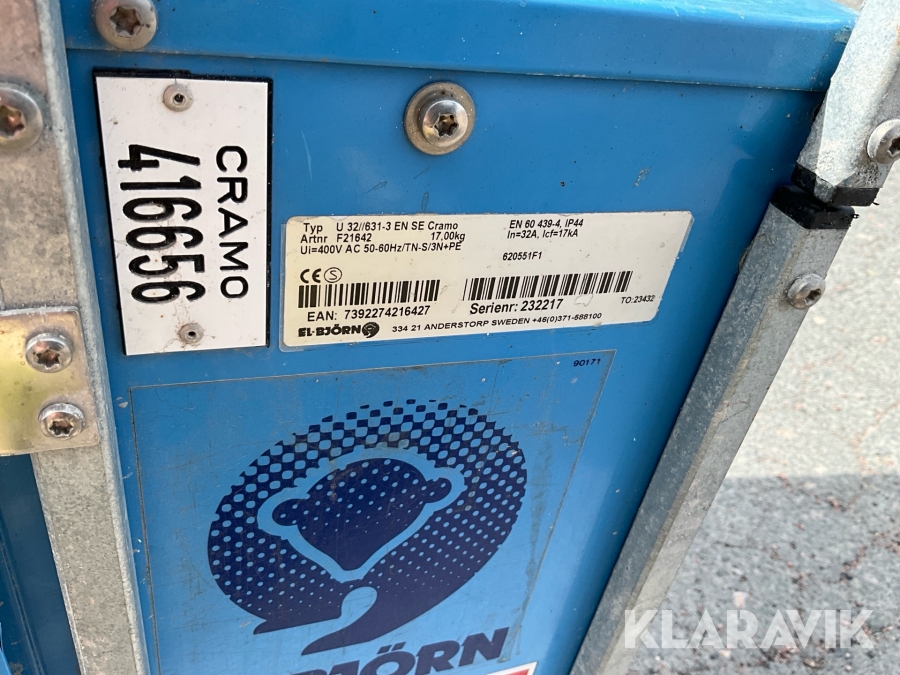 CRAMO
416656
Typ U 32//631-3 EN SE Cramo EN 60 439-4, IP44
Artnr F21642 17,00kg In=32A, Icf=17kA
Ui=400V AC 50-60Hz/TN-S/3N+PE
620551F1
CE S
EAN: 7392274216427 Serienr: 232217 TO:23432
EL-BJÖRN 334 21 ANDERSTORP SWEDEN +46(0)371-588100
90171
BJÖRN
KLARAVIK